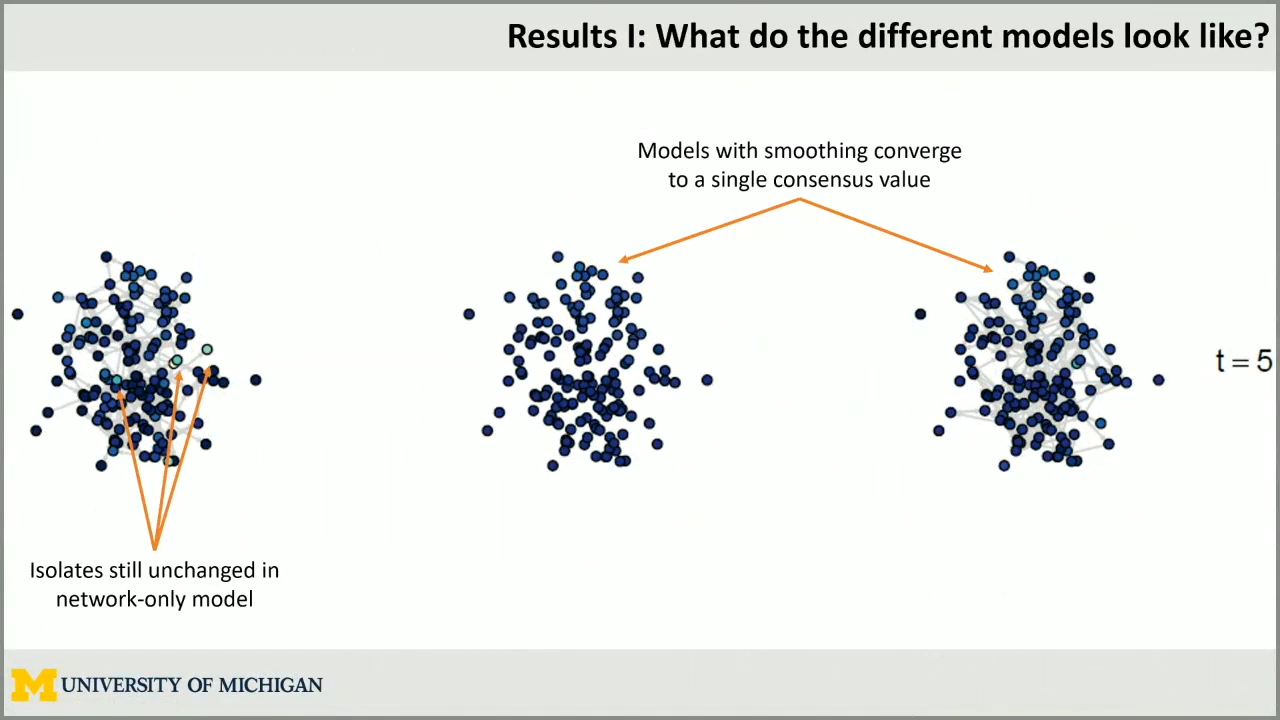 Results I: What do the different models look like?
Models with smoothing converge
to a single consensus value
t = 5
Isolates still unchanged in
network-only model
M UNIVERSITY OF MICHIGAN